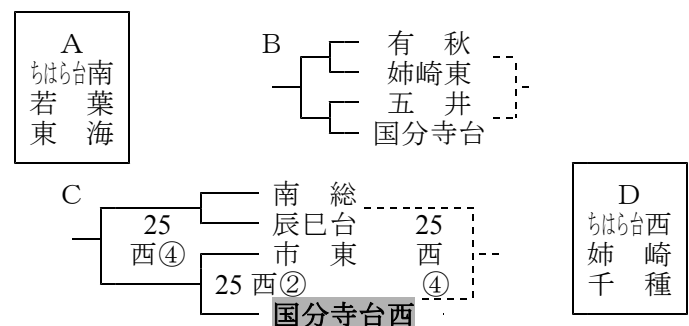 A
ちはら台南
若葉
東海
B
有秋
姉崎東
五井
国分寺台
C
南総
25
辰巳台
25
西④
市東
西
25 西②
④
国分寺台西
D
ちはら台西
姉崎
千種